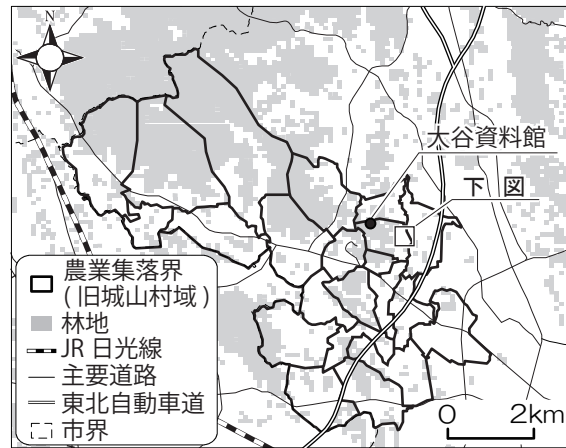 N
大谷資料館
下 図
農業集落界
(旧城山村域)
林地
JR 日光線
主要道路
東北自動車道
市界
0 2km